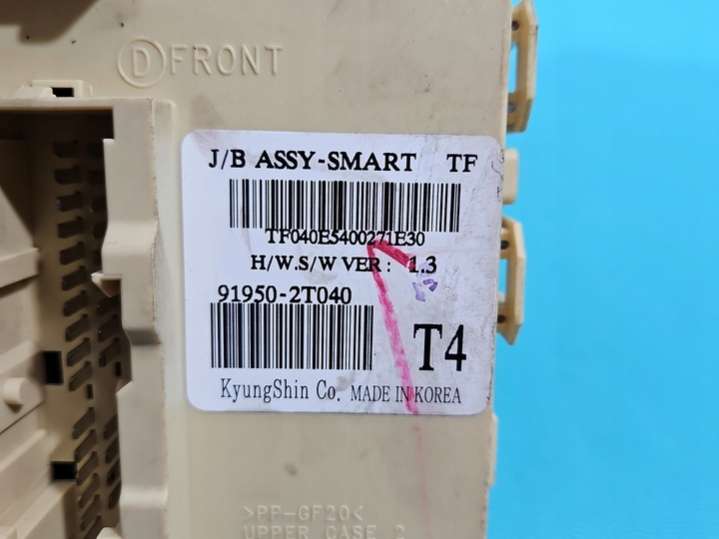 D FRONT
J/B ASSY-SMART TF
TF040E5400271E30
H/W.S/W VER: 1.3
91950-2T040
T4
KyungShin Co. MADE IN KOREA
>PP-GF20<
UPPER CASE 2